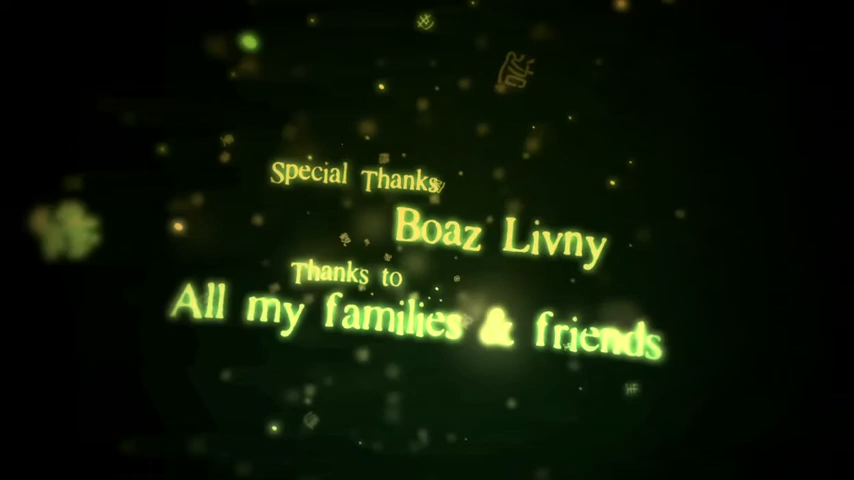 Special Thanks
Boaz Livny
Thanks to
All my families & friends